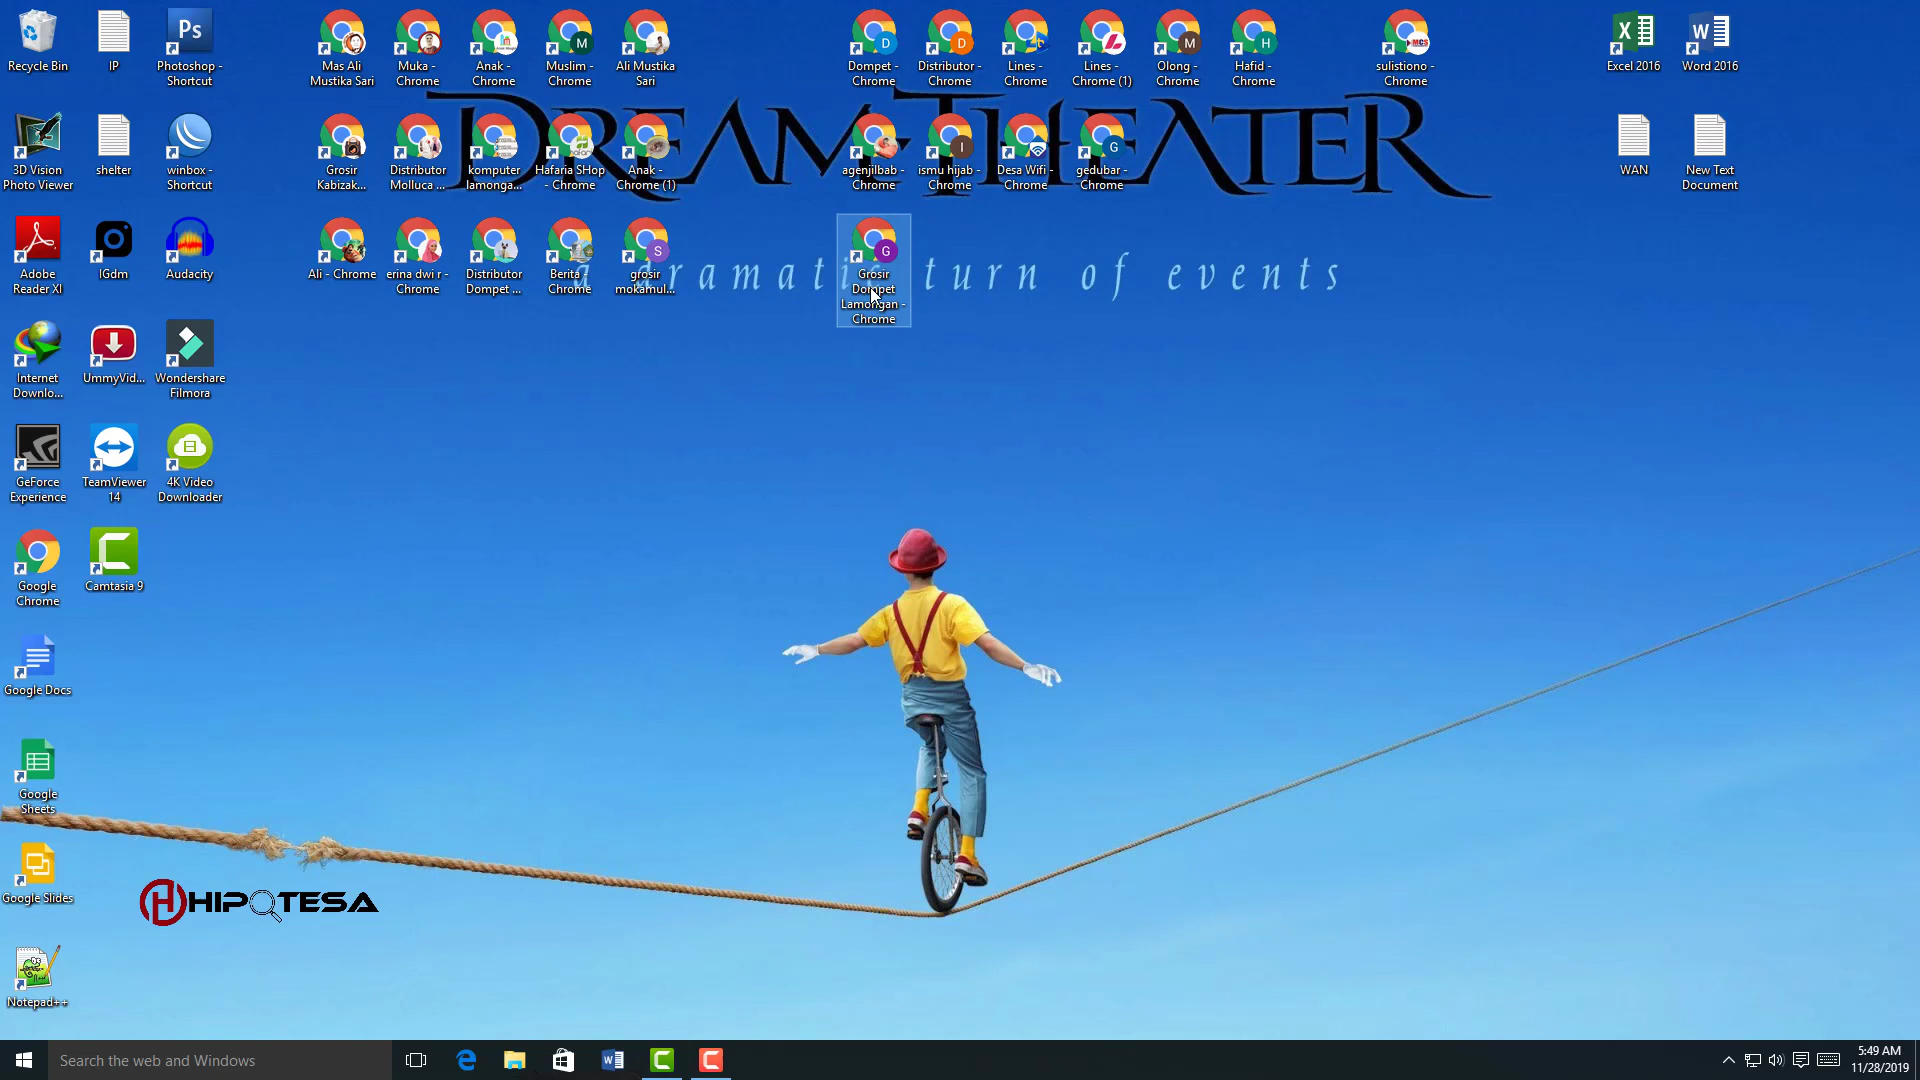 Recycle Bin
IP
Photoshop -
Shortcut
Mas Ali
Mustika Sari
Muka -
Chrome
Anak -
Chrome
Muslim -
Chrome
Ali Mustika
Sari
Dompet -
Chrome
Distributor -
Chrome
Lines -
Chrome
Lines -
Chrome (1)
Olong -
Chrome
Hafid -
Chrome
sulistiono -
Chrome
Excel 2016
Word 2016
DREAM THEATER
3D Vision
Photo Viewer
shelter
winbox -
Shortcut
Grosir
Kabizak...
Distributor
Molluca ...
komputer
lamonga...
Hafaria SHop
- Chrome
Anak -
Chrome (1)
agenjilbab -
Chrome
ismu hijab -
Chrome
Desa Wifi -
Chrome
gedubar -
Chrome
WAN
New Text
Document
a dramatic turn of events
Adobe
Reader XI
IGdm
Audacity
Ali - Chrome
erina dwi r -
Chrome
Distributor
Dompet ...
Berita -
Chrome
grosir
mokamul...
Grosir
Dompet
Lamongan -
Chrome
Internet
Downlo...
UmmyVid...
Wondershare
Filmora
GeForce
Experience
TeamViewer
14
4K Video
Downloader
Google
Chrome
Camtasia 9
Google Docs
Google
Sheets
Google Slides
HIPOTESA
Notepad++
Search the web and Windows
5:49 AM
11/28/2019